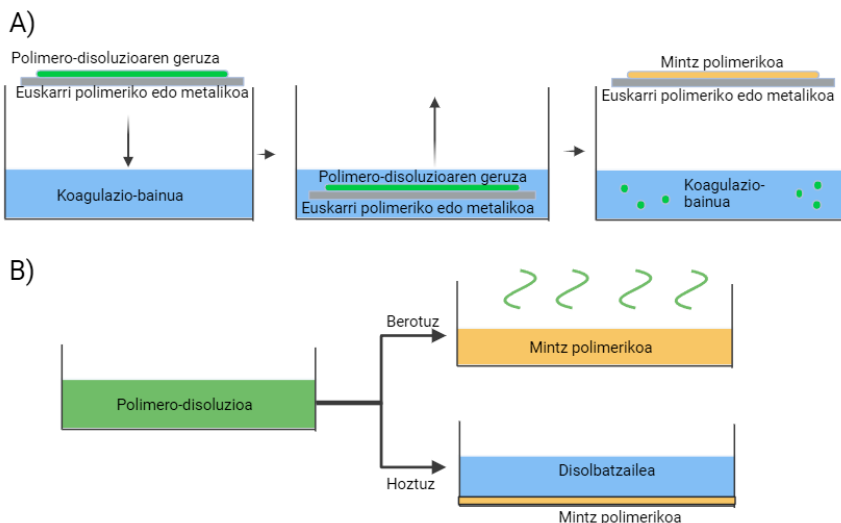 A)
Polimero-disoluzioaren geruza
Euskarri polimeriko edo metalikoa
Koagulazio-bainua
Polimero-disoluzioaren geruza
Euskarri polimeriko edo metalikoa
Mintz polimerikoa
Euskarri polimeriko edo metalikoa
Koagulazio-
bainua
B)
Polimero-disoluzioa
Berotuz
Mintz polimerikoa
Hoztuz
Disolbatzailea
Mintz polimerikoa